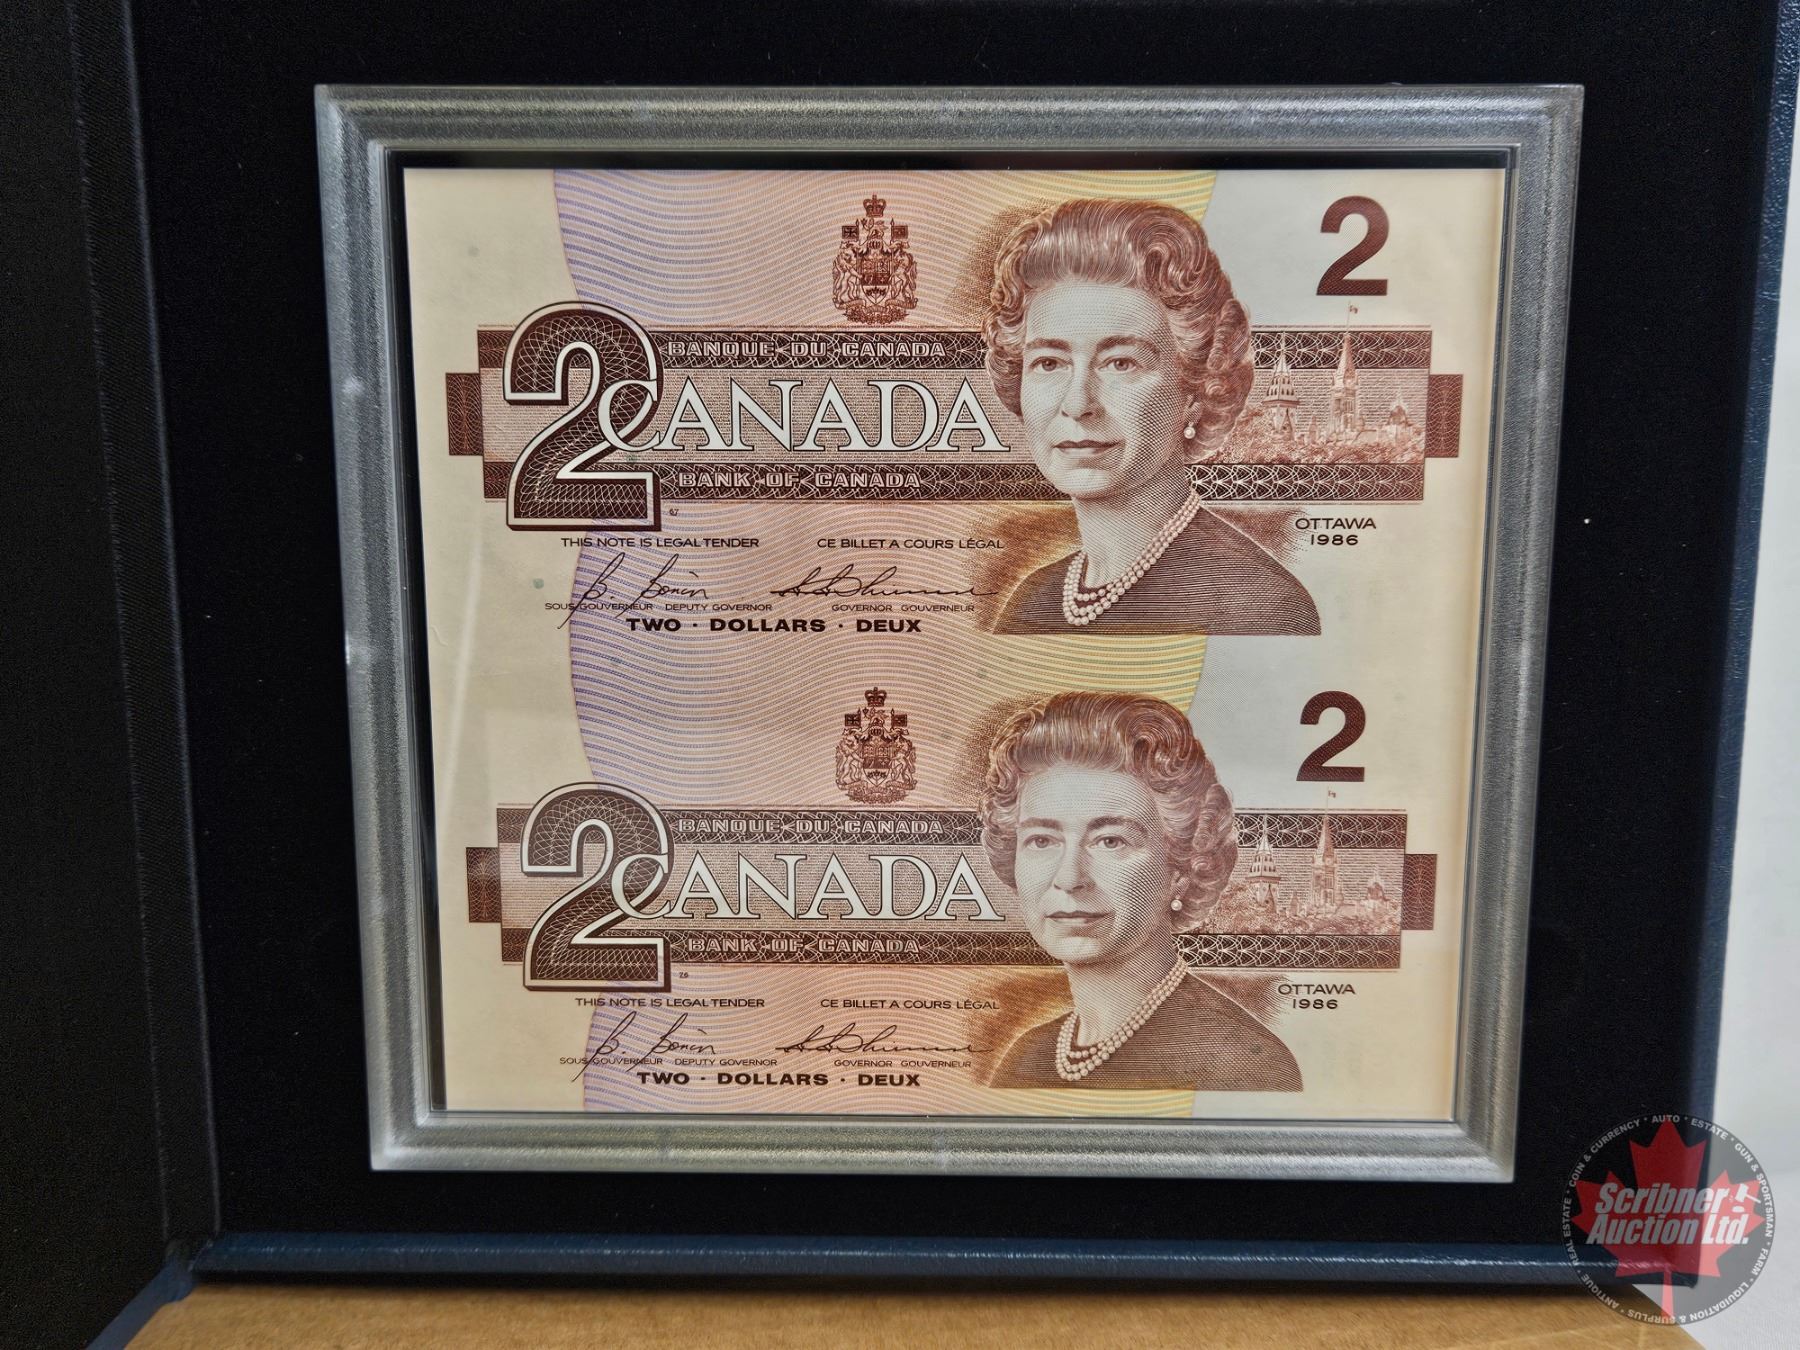 2
BANQUE DU CANADA
2 CANADA
BANK OF CANADA
67
OTTAWA
1986
THIS NOTE IS LEGAL TENDER CE BILLET A COURS LÉGAL
B. Bonin
SOUS GOUVERNEUR DEPUTY GOVERNOR GOVERNOR GOUVERNEUR
TWO · DOLLARS · DEUX
2
BANQUE DU CANADA
2 CANADA
BANK OF CANADA
OTTAWA
1986
THIS NOTE IS LEGAL TENDER CE BILLET A COURS LÉGAL
B. Bonin
SOUS GOUVERNEUR DEPUTY GOVERNOR GOVERNOR GOUVERNEUR
TWO · DOLLARS · DEUX
REAL ESTATE · COIN & CURRENCY · AUTO · ESTATE · GUN & SPORTSMAN · FARM · LIQUIDATION & SURPLUS · ANTIQUE
Scribner
Auction Ltd.